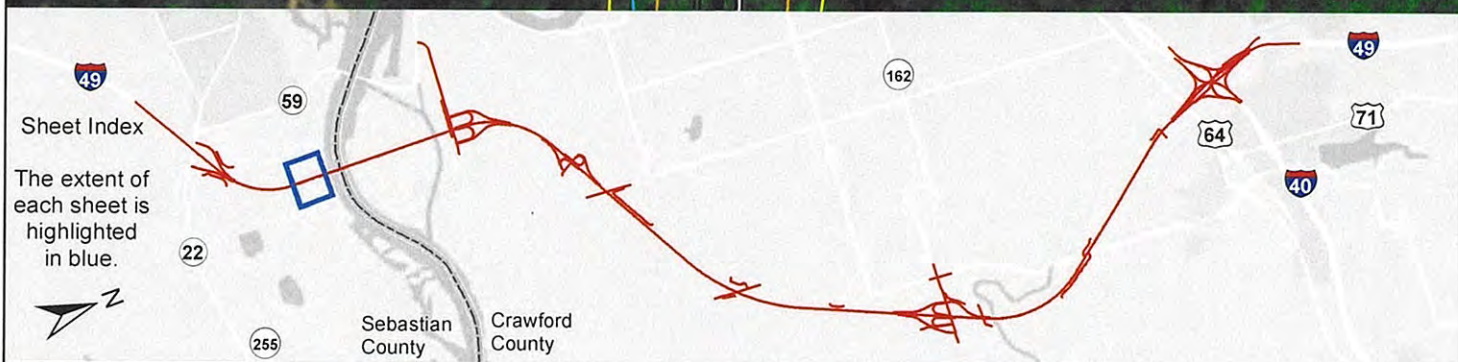 49
Sheet Index
The extent of
each sheet is
highlighted
in blue.
N
59
22
255
Sebastian
County
Crawford
County
162
49
71
64
40